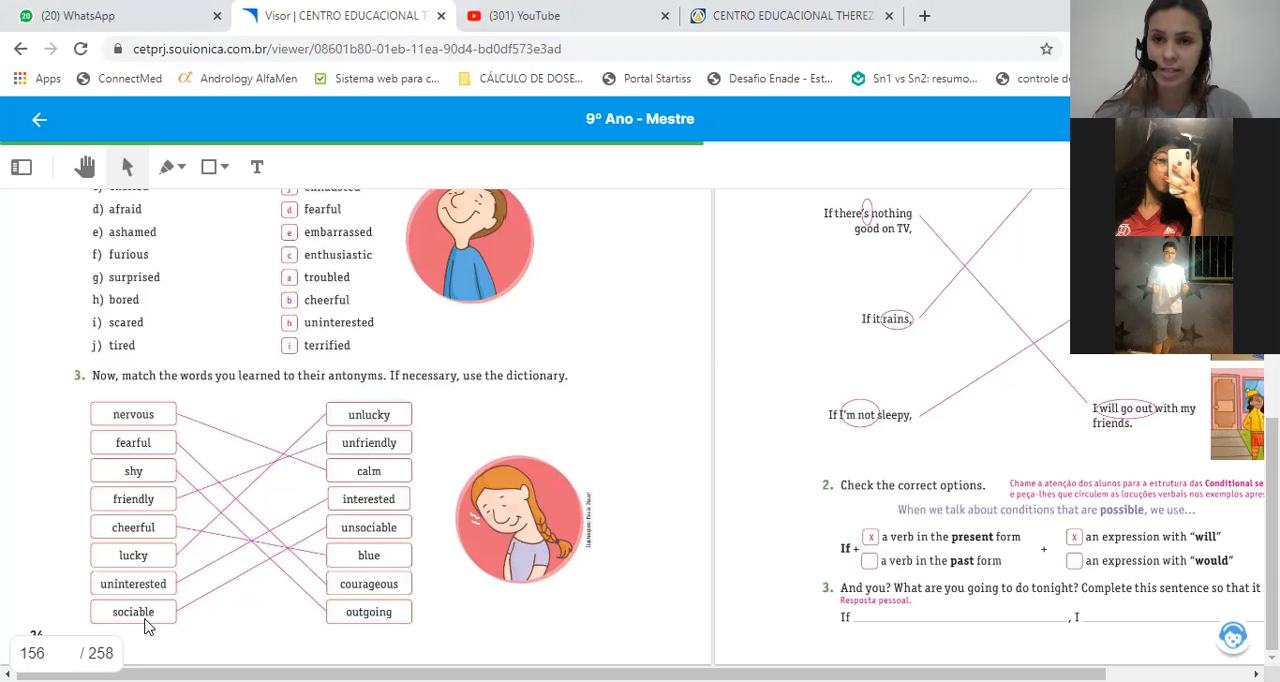 (20) WhatsApp
Visor | CENTRO EDUCACIONAL T
(301) YouTube
CENTRO EDUCACIONAL THEREZ
cetprj.souionica.com.br/viewer/08601b80-01eb-11ea-90d4-bd0df573e3ad
Apps
ConnectMed
Andrology AlfaMen
Sistema web para c...
CÁLCULO DE DOSE...
Portal Startiss
Desafio Enade - Est...
Sn1 vs Sn2: resumo...
controle d
9º Ano - Mestre
T
d) afraid
d fearful
e) ashamed
e embarrassed
f) furious
c enthusiastic
g) surprised
a troubled
h) bored
b cheerful
i) scared
h uninterested
j) tired
i terrified
3. Now, match the words you learned to their antonyms. If necessary, use the dictionary.
nervous
unlucky
fearful
unfriendly
shy
calm
friendly
interested
cheerful
unsociable
lucky
blue
uninterested
courageous
sociable
outgoing
156 / 258
If there's nothing
good on TV,
If it rains,
If I'm not sleepy,
I will go out with my
friends.
2. Check the correct options.
Chame a atenção dos alunos para a estrutura das Conditional se
e peça-lhes que circulem as locuções verbais nos exemplos apre
When we talk about conditions that are possible, we use...
If + x a verb in the present form + x an expression with "will"
a verb in the past form an expression with "would"
3. And you? What are you going to do tonight? Complete this sentence so that it
Resposta pessoal.
If , I